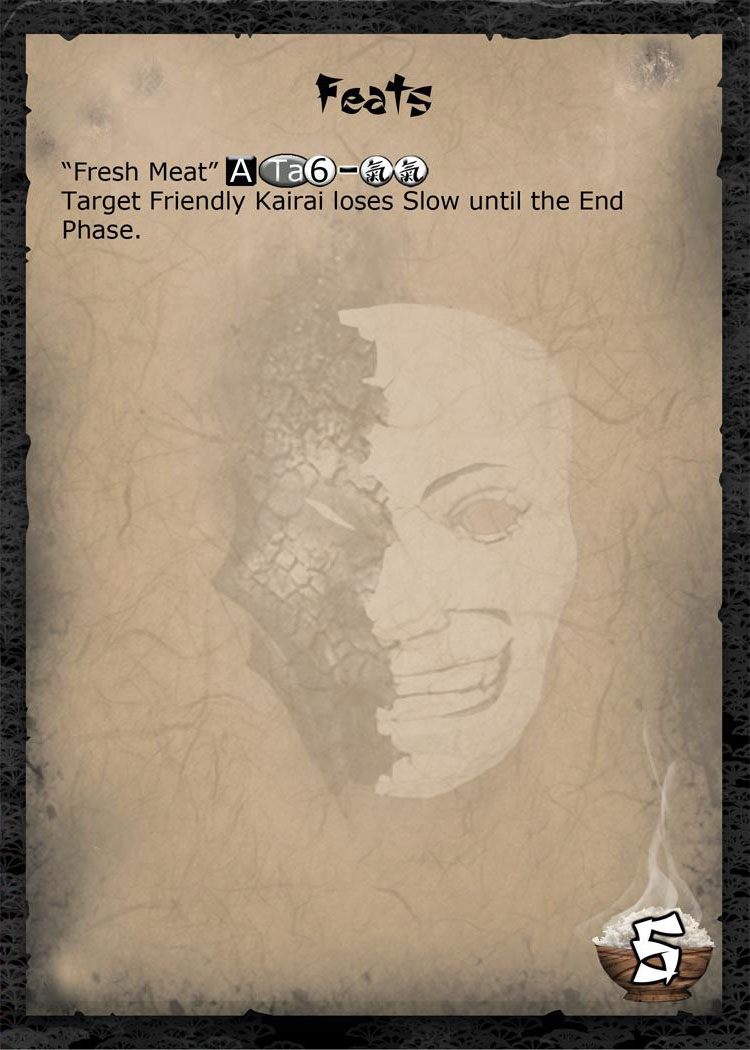 Feats
“Fresh Meat” A Ta 6 - 氣 氣
Target Friendly Kairai loses Slow until the End
Phase.
5